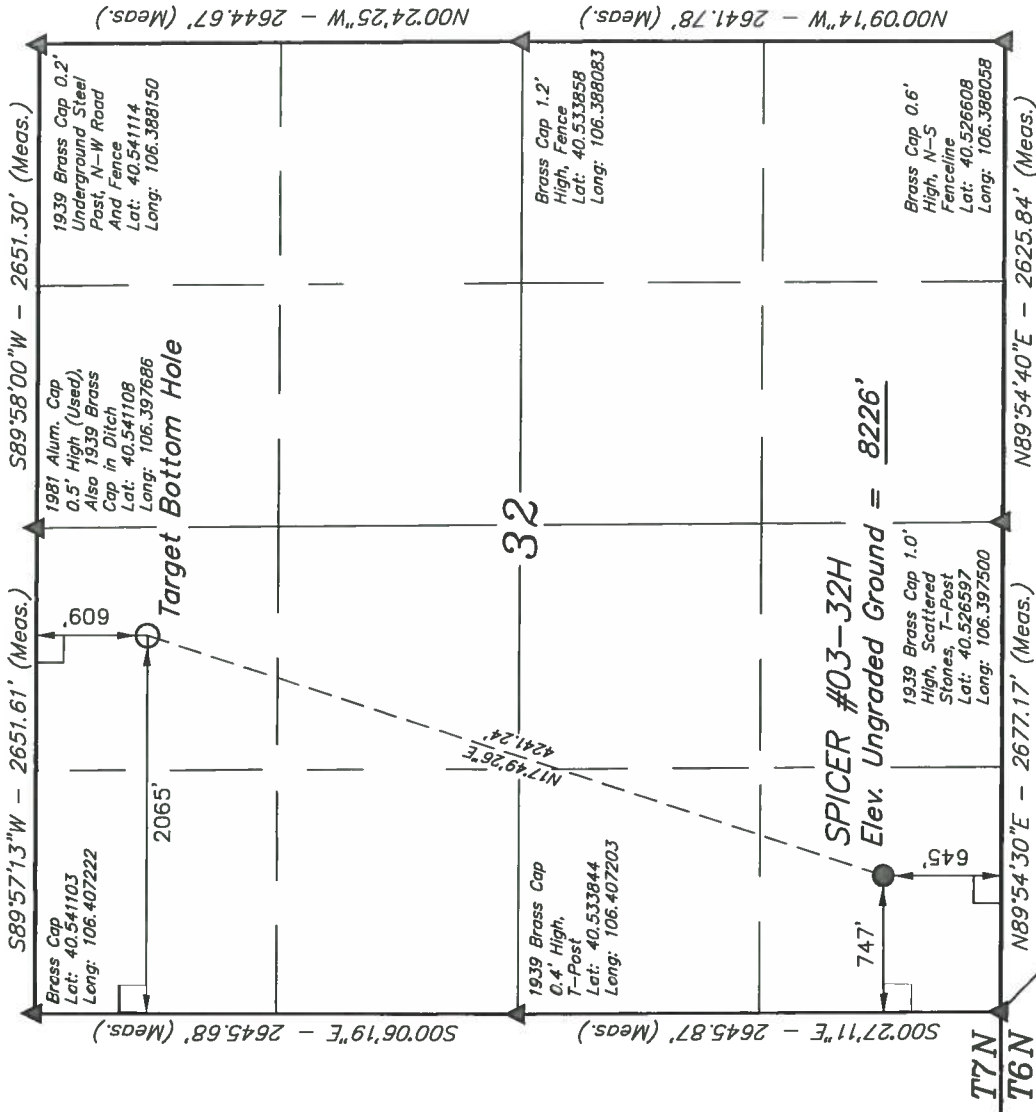 S89°57'13"W - 2651.61' (Meas.)
S89°58'00"W - 2651.30' (Meas.)
Brass Cap
Lat: 40.541103
Long: 106.407222
1981 Alum. Cap
0.5' High (Used),
Also 1939 Brass
Cap in Ditch
Lat: 40.541108
Long: 106.397686
1939 Brass Cap 0.2'
Underground Steel
Post, N-W Road
And Fence
Lat: 40.541114
Long: 106.388150
609'
Target Bottom Hole
2065'
S00°06'19"E - 2645.68' (Meas.)
N00°24'25"W - 2644.67' (Meas.)
32
N17°49'26"E
4241.24'
1939 Brass Cap
0.4' High,
T-Post
Lat: 40.533844
Long: 106.407203
Brass Cap 1.2'
High, Fence
Lat: 40.533858
Long: 106.388083
S00°27'11"E - 2645.87' (Meas.)
N00°09'14"W - 2641.78' (Meas.)
SPICER #03-32H
Elev. Ungraded Ground = 8226'
747'
645'
1939 Brass Cap 1.0'
High, Scattered
Stones, T-Post
Lat: 40.526597
Long: 106.397500
Brass Cap 0.6'
High, N-S
Fenceline
Lat: 40.526608
Long: 106.388058
T7N
T6N
N89°54'30"E - 2677.17' (Meas.)
N89°54'40"E - 2625.84' (Meas.)